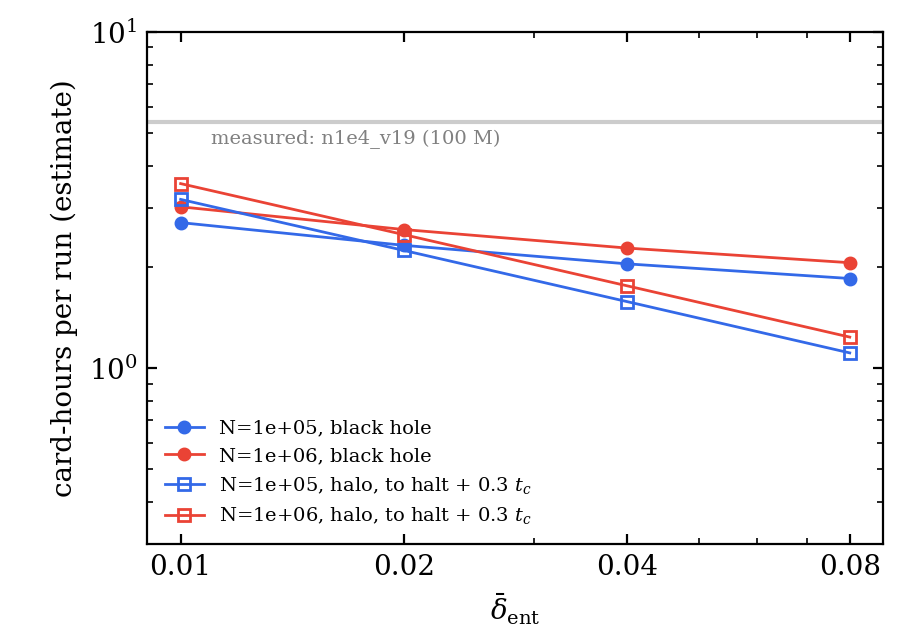 10¹
card-hours per run (estimate)
measured: n1e4_v19 (100 M)
10⁰
N=1e+05, black hole
N=1e+06, black hole
N=1e+05, halo, to halt + 0.3 t_c
N=1e+06, halo, to halt + 0.3 t_c
0.01 0.02 0.04 0.08
δ̄_ent